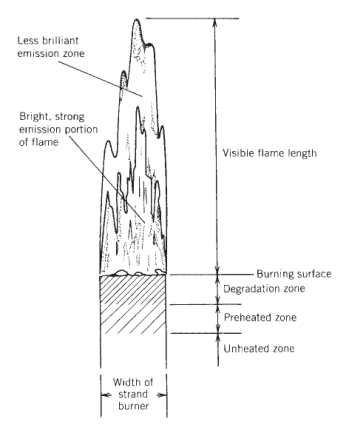 Less brilliant
emission zone
Bright, strong
emission portion
of flame
Visible flame length
Burning surface
Degradation zone
Preheated zone
Unheated zone
Width of
strand
burner